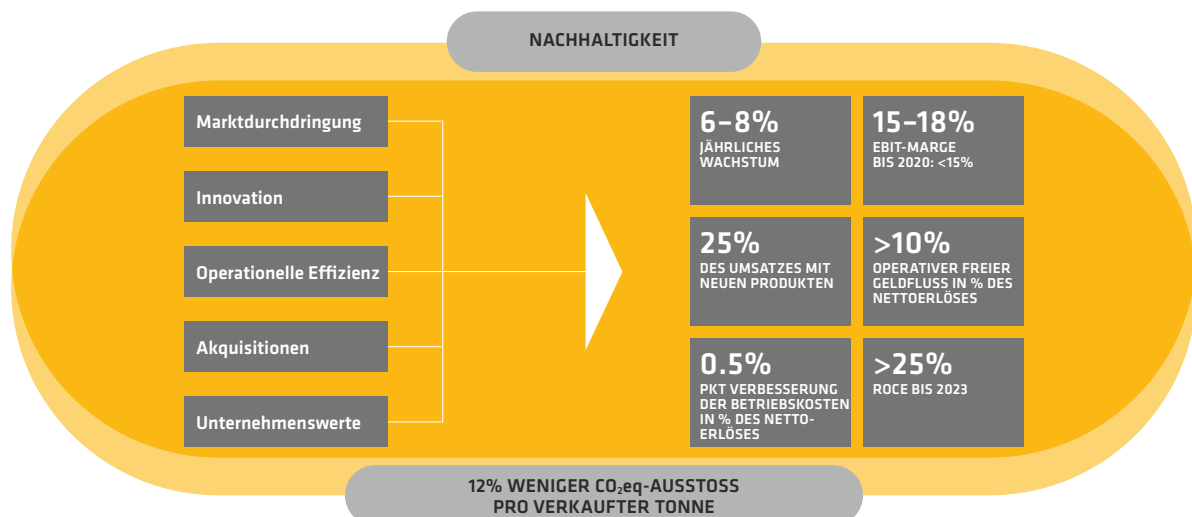 NACHHALTIGKEIT
Marktdurchdringung
Innovation
Operationelle Effizienz
Akquisitionen
Unternehmenswerte
6–8%
JÄHRLICHES
WACHSTUM
15–18%
EBIT-MARGE
BIS 2020: <15%
25%
DES UMSATZES MIT
NEUEN PRODUKTEN
>10%
OPERATIVER FREIER
GELDFLUSS IN % DES
NETTOERLÖSES
0.5%
PKT VERBESSERUNG
DER BETRIEBSKOSTEN
IN % DES NETTO-
ERLÖSES
>25%
ROCE BIS 2023
12% WENIGER CO₂eq-AUSSTOSS
PRO VERKAUFTER TONNE